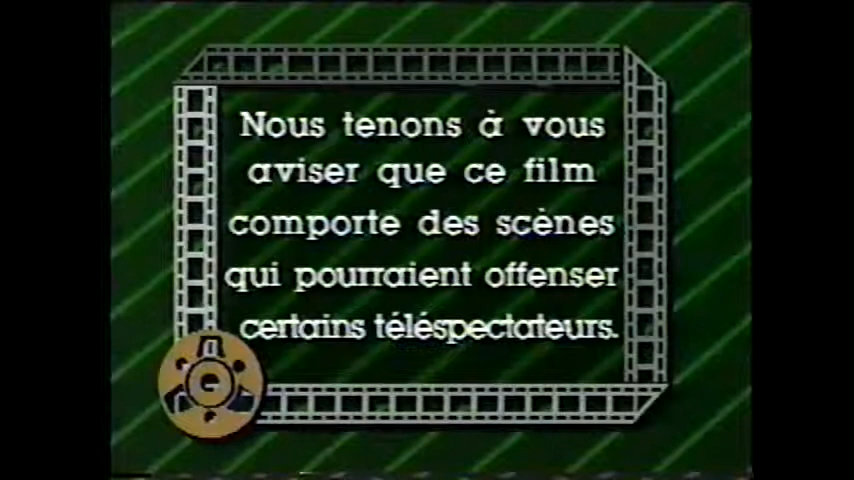 Nous tenons à vous
aviser que ce film
comporte des scènes
qui pourraient offenser
certains téléspectateurs.